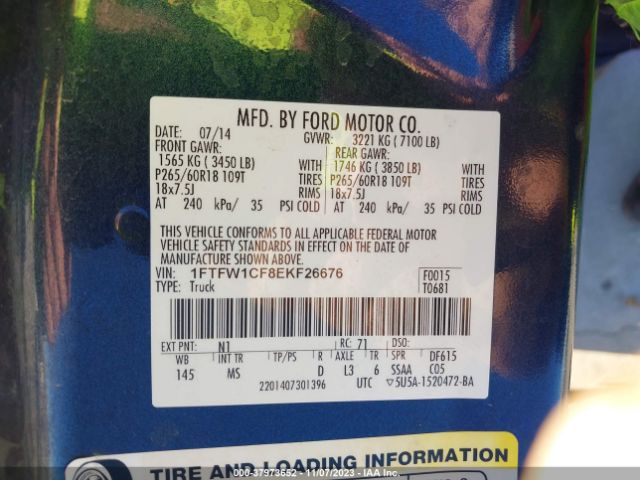 MFD. BY FORD MOTOR CO.
DATE: 07/14 GVWR: 3221 KG ( 7100 LB)
FRONT GAWR: REAR GAWR:
1565 KG ( 3450 LB) WITH 1746 KG ( 3850 LB) WITH
P265/60R18 109T TIRES P265/60R18 109T TIRES
18x7.5J RIMS 18x7.5J RIMS
AT 240 kPa/ 35 PSI COLD AT 240 kPa/ 35 PSI COLD
THIS VEHICLE CONFORMS TO ALL APPLICABLE FEDERAL MOTOR
VEHICLE SAFETY STANDARDS IN EFFECT ON THE DATE OF
MANUFACTURE SHOWN ABOVE.
VIN: 1FTFW1CF8EKF26676 F0015
TYPE: Truck T0681
EXT PNT: N1 RC: 71 DSO:
WB INT TR TP/PS R AXLE TR SPR DF615
145 MS D L3 6 SSAA C05
2201407301396 UTC ▽5U5A-1520472-BA
TIRE AND LOADING INFORMATION
OWNER: 37973652 - 11/07/2023 IAA Inc.